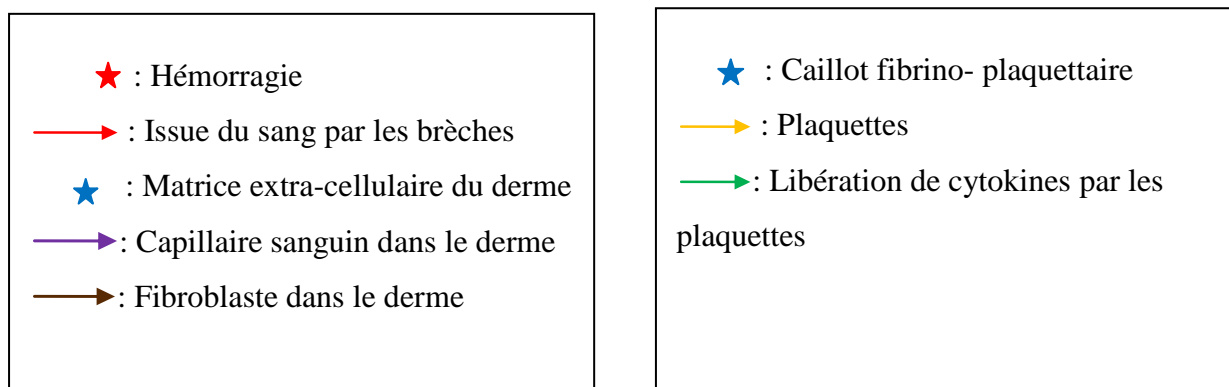 : Hémorragie
: Issue du sang par les brèches
: Matrice extra-cellulaire du derme
: Capillaire sanguin dans le derme
: Fibroblaste dans le derme
: Caillot fibrino- plaquettaire
: Plaquettes
: Libération de cytokines par les
plaquettes